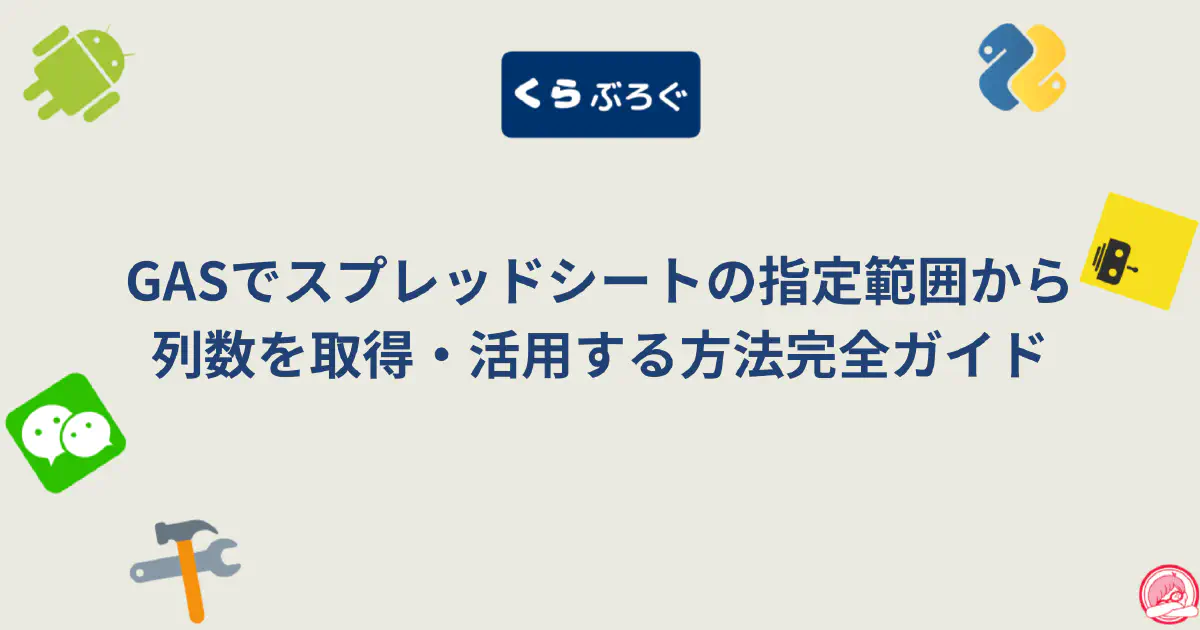 くらぶろぐ
GASでスプレッドシートの指定範囲から
列数を取得・活用する方法完全ガイド